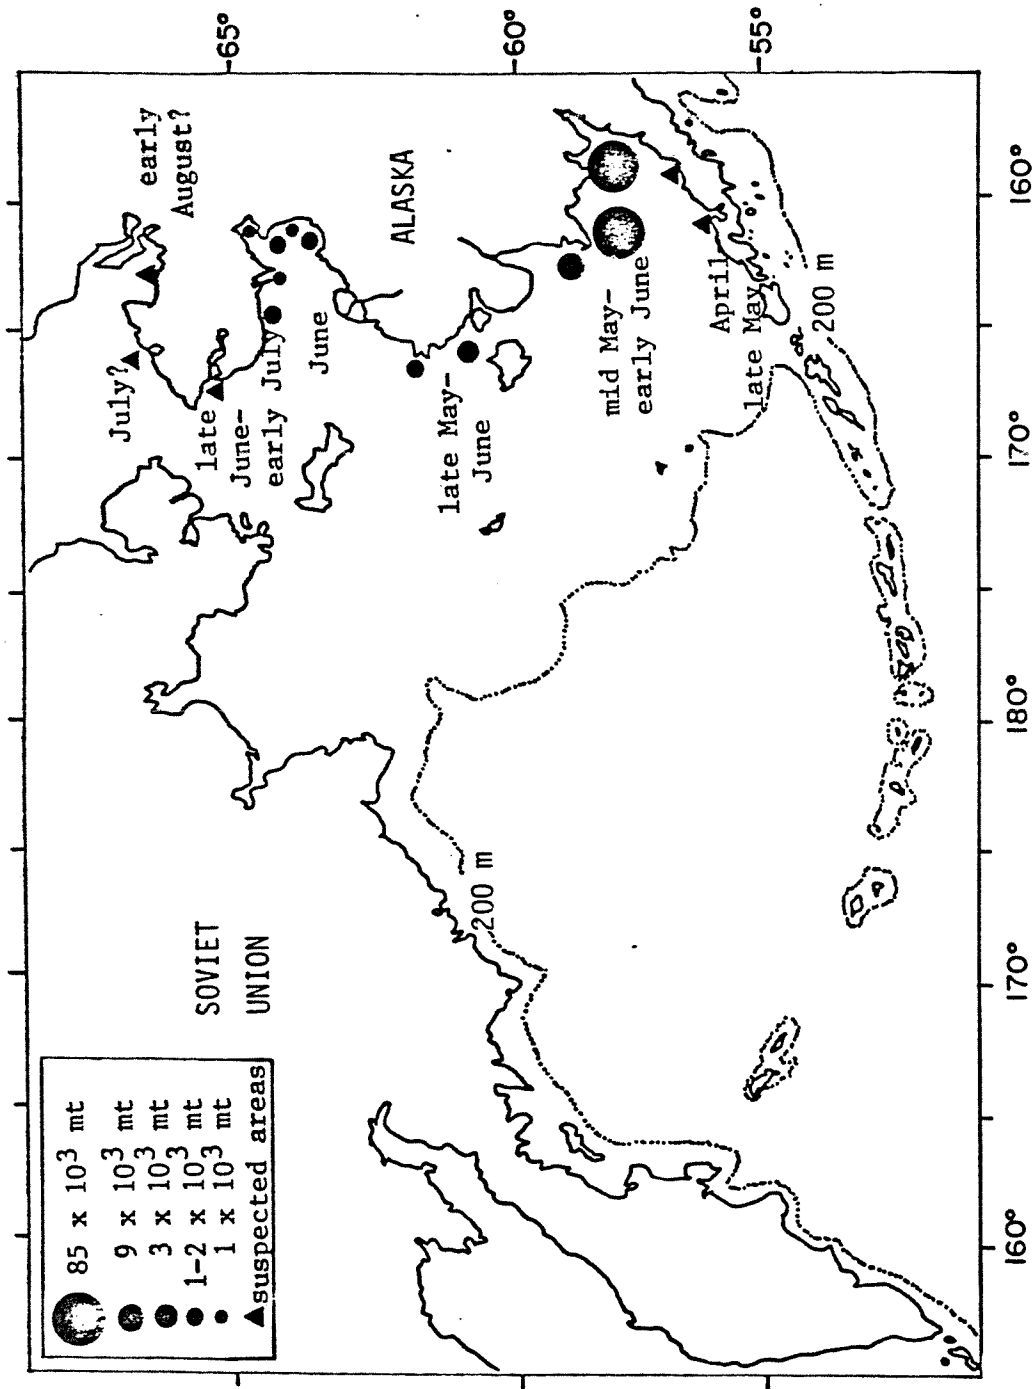 85 x 10³ mt
9 x 10³ mt
3 x 10³ mt
1-2 x 10³ mt
1 x 10³ mt
suspected areas
SOVIET
UNION
July?
early
August?
late
June-
early July
June
ALASKA
late May-
June
mid May-
early June
April
late May
200 m
200 m
65°
60°
55°
160°
170°
180°
170°
160°